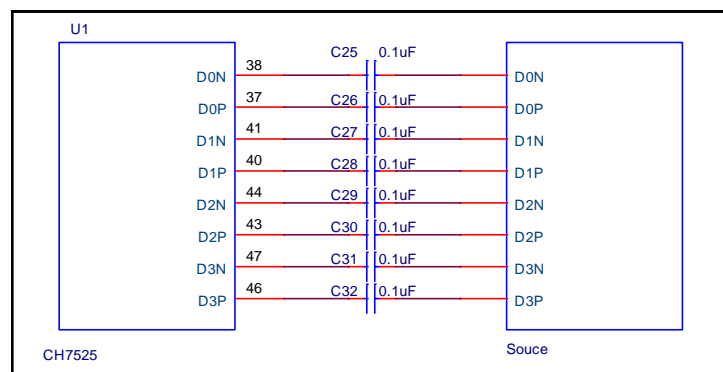 U1
C25 0.1uF
D0N 38 D0N
D0P 37 C26 0.1uF D0P
D1N 41 C27 0.1uF D1N
D1P 40 C28 0.1uF D1P
D2N 44 C29 0.1uF D2N
D2P 43 C30 0.1uF D2P
D3N 47 C31 0.1uF D3N
D3P 46 C32 0.1uF D3P
CH7525 Souce